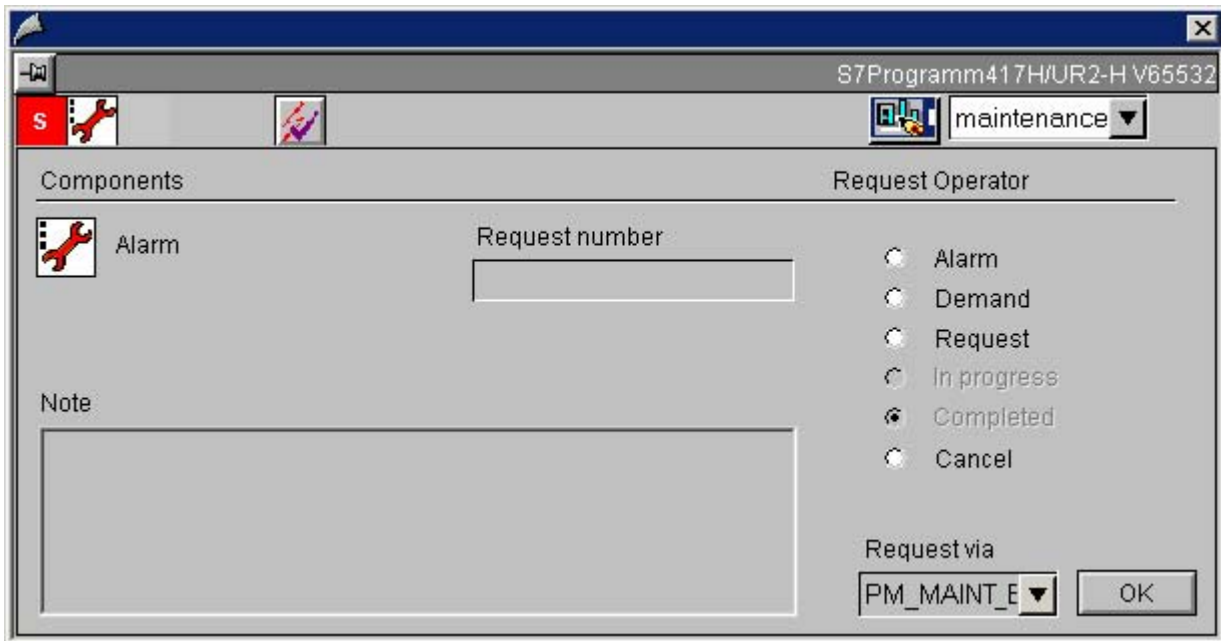 S7Programm417H/UR2-H V65532
S
maintenance
Components
Request Operator
Alarm
Request number
Alarm
Demand
Request
In progress
Completed
Cancel
Note
Request via
PM_MAINT_E
OK